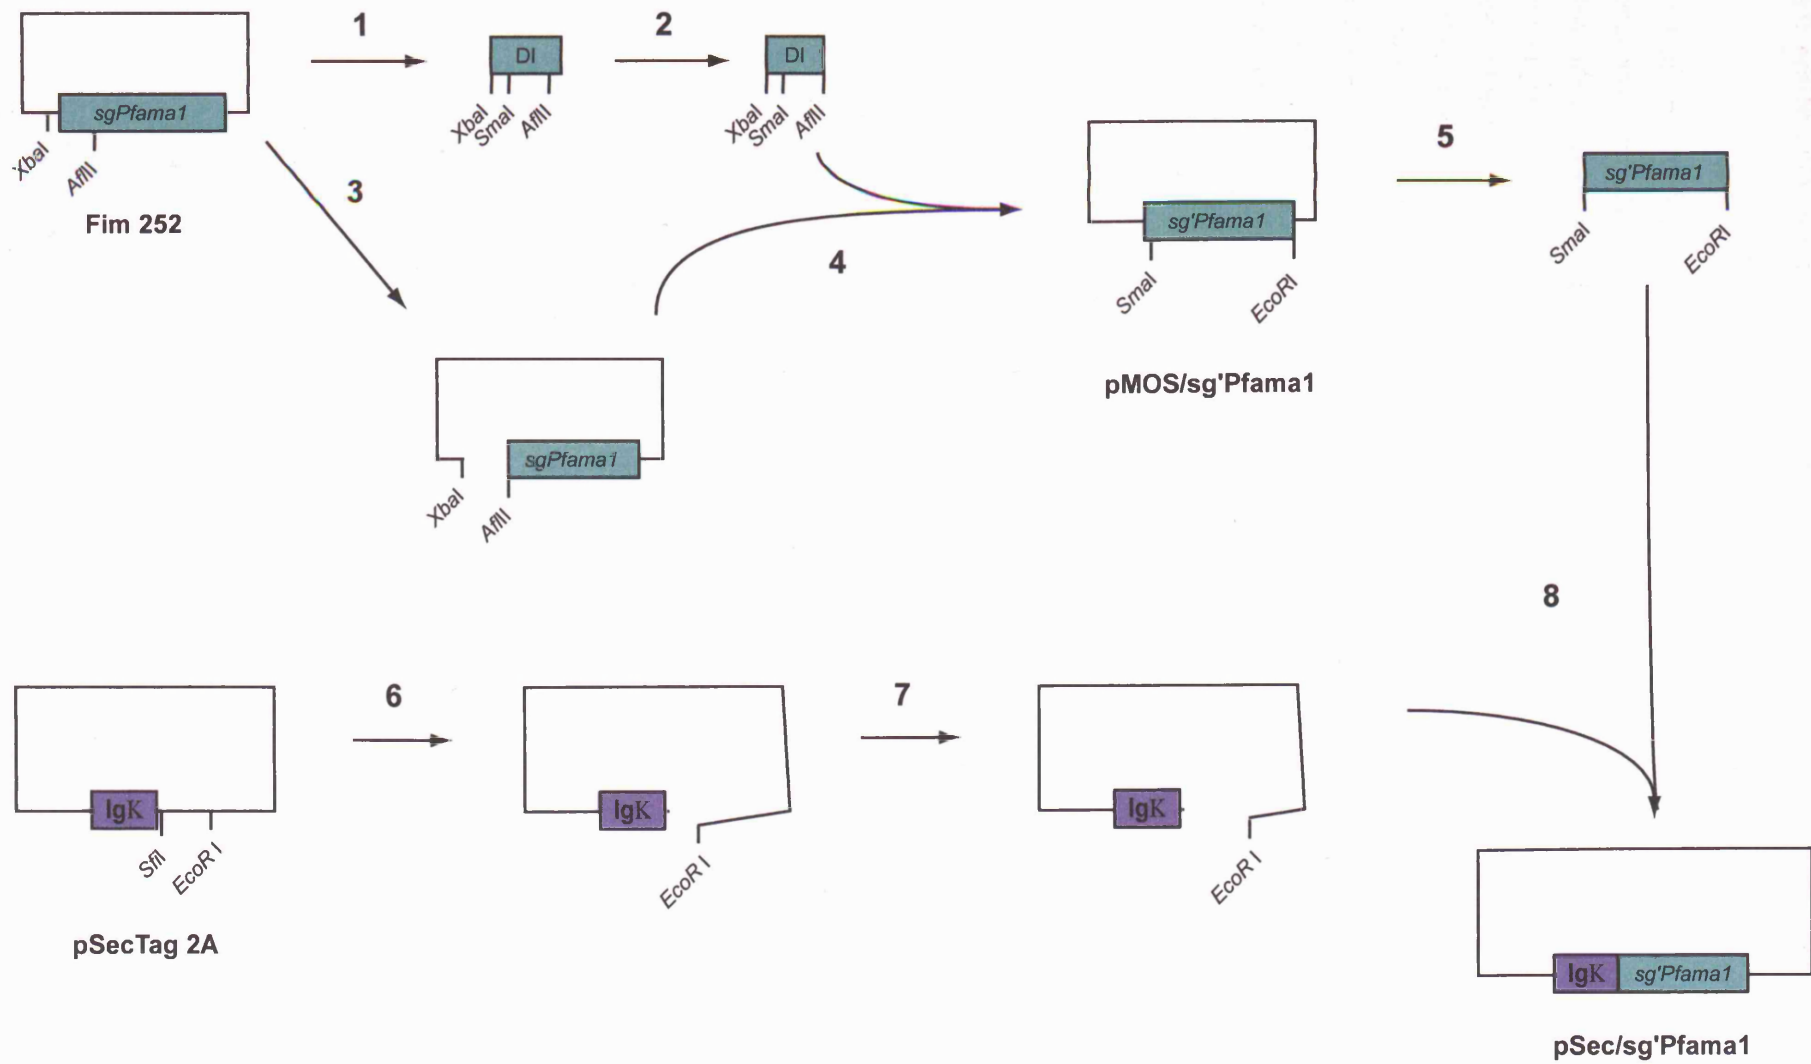 1
2
DI
DI
sgPfama1
XbaI
SmaI
AflII
XbaI
SmaI
AflII
XbaI
AflII
Fim 252
3
4
5
sg'Pfama1
SmaI
EcoRI
pMOS/sg'Pfama1
sg'Pfama1
SmaI
EcoRI
sgPfama1
XbaI
AflII
8
6
7
IgK
SfiI
EcoR I
pSecTag 2A
IgK
EcoR I
IgK
EcoR I
IgK
sg'Pfama1
pSec/sg'Pfama1